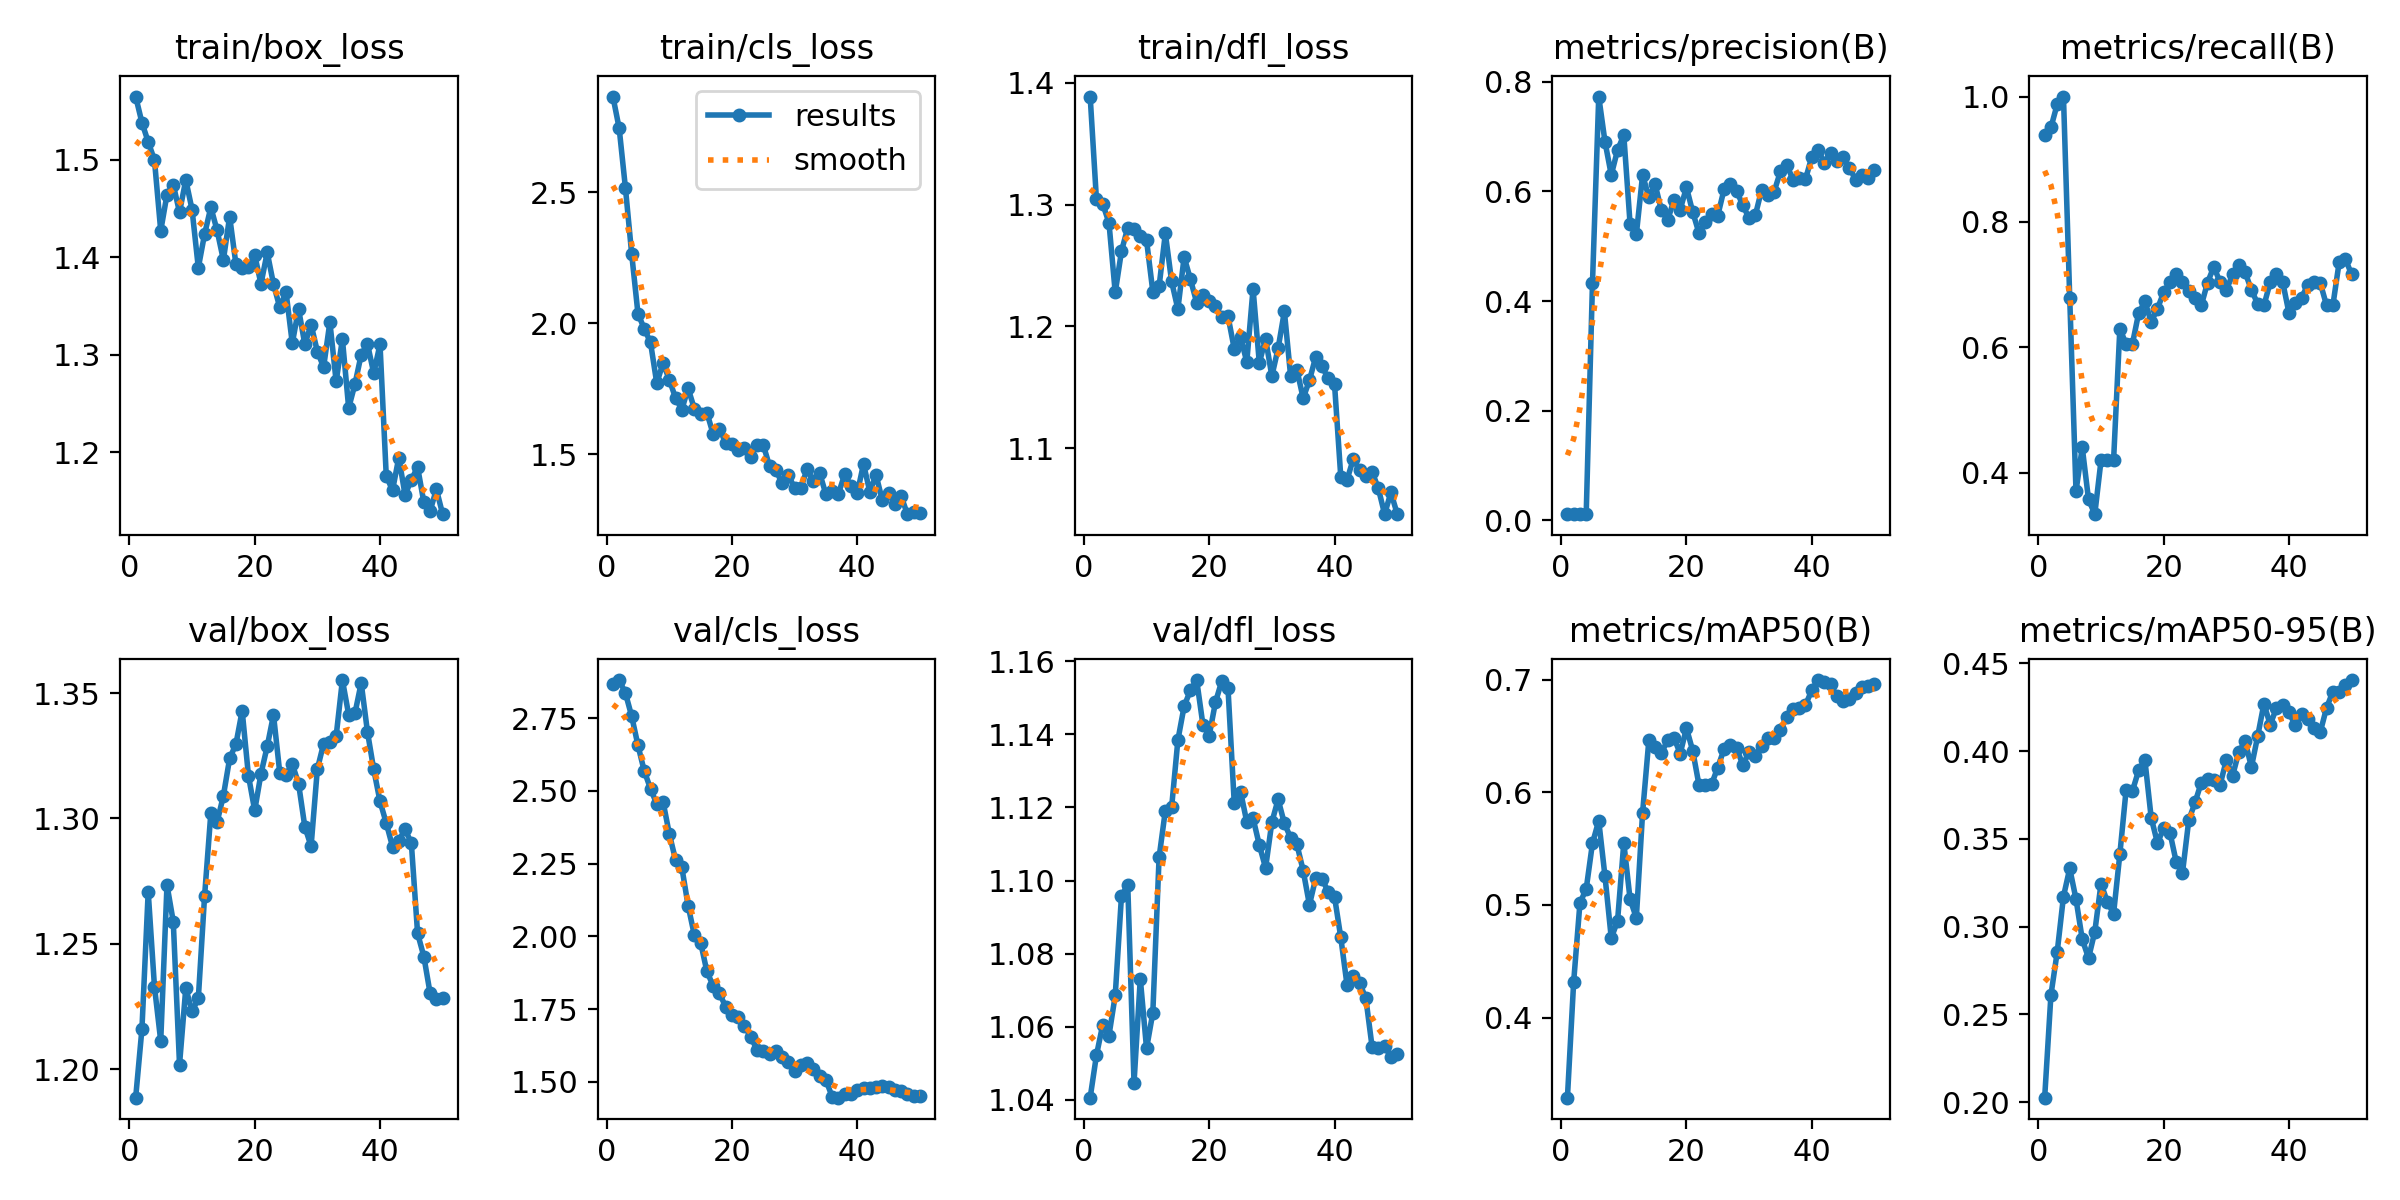 train/box_loss
1.5
1.4
1.3
1.2
0 20 40
train/cls_loss
results
smooth
2.5
2.0
1.5
0 20 40
train/dfl_loss
1.4
1.3
1.2
1.1
0 20 40
metrics/precision(B)
0.8
0.6
0.4
0.2
0.0
0 20 40
metrics/recall(B)
1.0
0.8
0.6
0.4
0 20 40
val/box_loss
1.35
1.30
1.25
1.20
0 20 40
val/cls_loss
2.75
2.50
2.25
2.00
1.75
1.50
0 20 40
val/dfl_loss
1.16
1.14
1.12
1.10
1.08
1.06
1.04
0 20 40
metrics/mAP50(B)
0.7
0.6
0.5
0.4
0 20 40
metrics/mAP50-95(B)
0.45
0.40
0.35
0.30
0.25
0.20
0 20 40